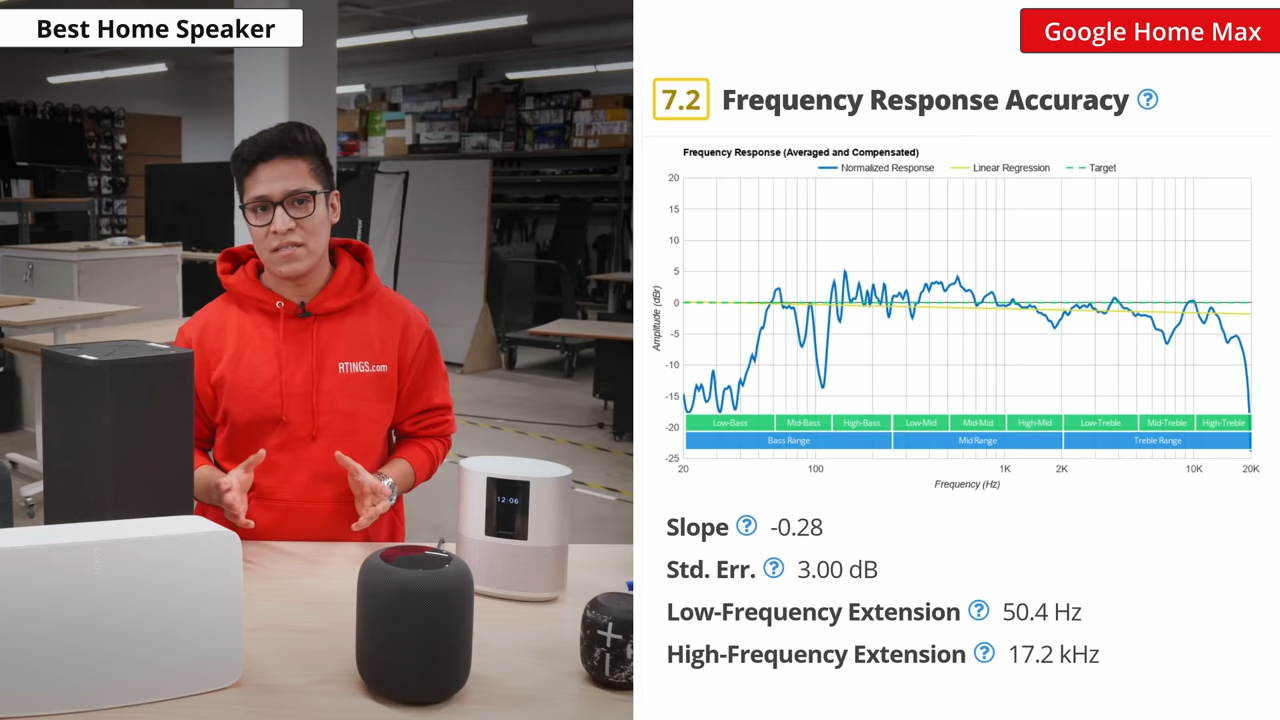 Best Home Speaker
Google Home Max
7.2 Frequency Response Accuracy ?
Frequency Response (Averaged and Compensated)
Normalized Response Linear Regression Target
20
15
10
5
0
-5
-10
-15
-20
-25
Amplitude (dBr)
Low-Bass Mid-Bass High-Bass Low-Mid Mid-Mid High-Mid Low-Treble Mid-Treble High-Treble
Bass Range Mid Range Treble Range
20 100 1K 2K 10K 20K
Frequency (Hz)
Slope ? -0.28
Std. Err. ? 3.00 dB
Low-Frequency Extension ? 50.4 Hz
High-Frequency Extension ? 17.2 kHz
RTINGS.com
12:06
SONOS